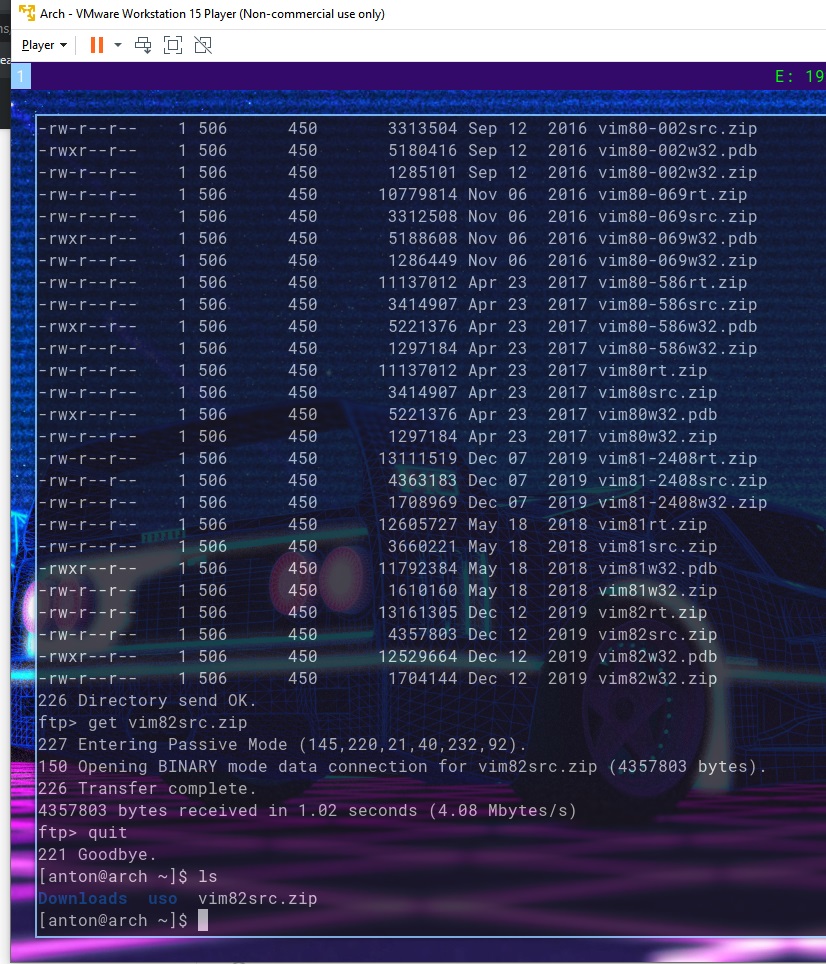 Arch - VMware Workstation 15 Player (Non-commercial use only)
Player
1 E: 19
-rw-r--r-- 1 506 450 3313504 Sep 12 2016 vim80-002src.zip
-rwxr--r-- 1 506 450 5180416 Sep 12 2016 vim80-002w32.pdb
-rw-r--r-- 1 506 450 1285101 Sep 12 2016 vim80-002w32.zip
-rw-r--r-- 1 506 450 10779814 Nov 06 2016 vim80-069rt.zip
-rw-r--r-- 1 506 450 3312508 Nov 06 2016 vim80-069src.zip
-rwxr--r-- 1 506 450 5188608 Nov 06 2016 vim80-069w32.pdb
-rw-r--r-- 1 506 450 1286449 Nov 06 2016 vim80-069w32.zip
-rw-r--r-- 1 506 450 11137012 Apr 23 2017 vim80-586rt.zip
-rw-r--r-- 1 506 450 3414907 Apr 23 2017 vim80-586src.zip
-rwxr--r-- 1 506 450 5221376 Apr 23 2017 vim80-586w32.pdb
-rw-r--r-- 1 506 450 1297184 Apr 23 2017 vim80-586w32.zip
-rw-r--r-- 1 506 450 11137012 Apr 23 2017 vim80rt.zip
-rw-r--r-- 1 506 450 3414907 Apr 23 2017 vim80src.zip
-rwxr--r-- 1 506 450 5221376 Apr 23 2017 vim80w32.pdb
-rw-r--r-- 1 506 450 1297184 Apr 23 2017 vim80w32.zip
-rw-r--r-- 1 506 450 13111519 Dec 07 2019 vim81-2408rt.zip
-rw-r--r-- 1 506 450 4363183 Dec 07 2019 vim81-2408src.zip
-rw-r--r-- 1 506 450 1708969 Dec 07 2019 vim81-2408w32.zip
-rw-r--r-- 1 506 450 12605727 May 18 2018 vim81rt.zip
-rw-r--r-- 1 506 450 3660221 May 18 2018 vim81src.zip
-rwxr--r-- 1 506 450 11792384 May 18 2018 vim81w32.pdb
-rw-r--r-- 1 506 450 1610160 May 18 2018 vim81w32.zip
-rw-r--r-- 1 506 450 13161305 Dec 12 2019 vim82rt.zip
-rw-r--r-- 1 506 450 4357803 Dec 12 2019 vim82src.zip
-rwxr--r-- 1 506 450 12529664 Dec 12 2019 vim82w32.pdb
-rw-r--r-- 1 506 450 1704144 Dec 12 2019 vim82w32.zip
226 Directory send OK.
ftp> get vim82src.zip
227 Entering Passive Mode (145,220,21,40,232,92).
150 Opening BINARY mode data connection for vim82src.zip (4357803 bytes).
226 Transfer complete.
4357803 bytes received in 1.02 seconds (4.08 Mbytes/s)
ftp> quit
221 Goodbye.
[anton@arch ~]$ ls
Downloads uso vim82src.zip
[anton@arch ~]$